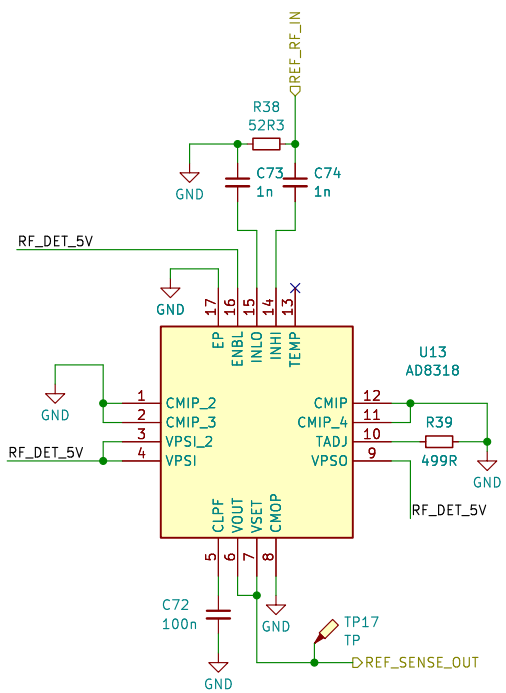 REF_RF_IN
R38
52R3
C73
1n
C74
1n
GND
RF_DET_5V
GND
17
16
15
14
13
EP
ENBL
INLO
INHI
TEMP
U13
AD8318
GND
1
CMIP_2
2
CMIP_3
RF_DET_5V
3
VPSI_2
4
VPSI
CMIP
12
CMIP_4
11
TADJ
10
VPSO
9
R39
499R
GND
RF_DET_5V
CLPF
VOUT
VSET
CMOP
5
6
7
8
C72
100n
GND
GND
TP17
TP
REF_SENSE_OUT